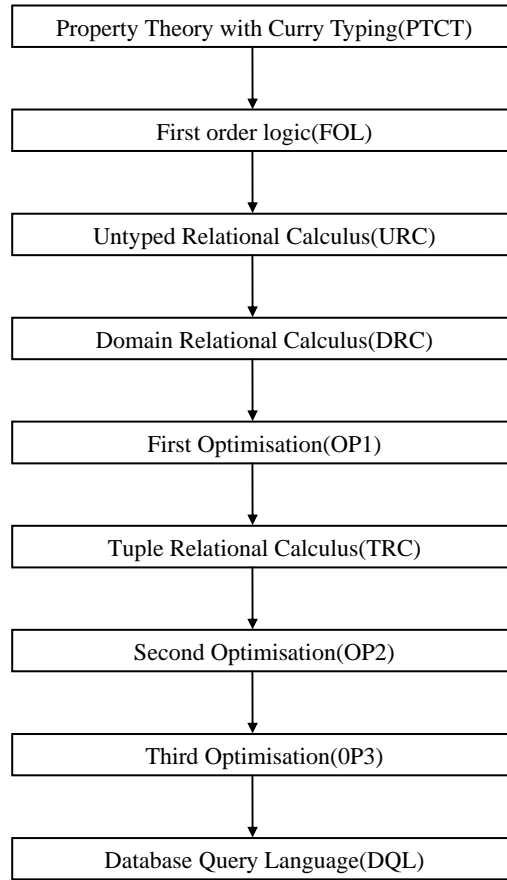 Property Theory with Curry Typing(PTCT)
First order logic(FOL)
Untyped Relational Calculus(URC)
Domain Relational Calculus(DRC)
First Optimisation(OP1)
Tuple Relational Calculus(TRC)
Second Optimisation(OP2)
Third Optimisation(0P3)
Database Query Language(DQL)